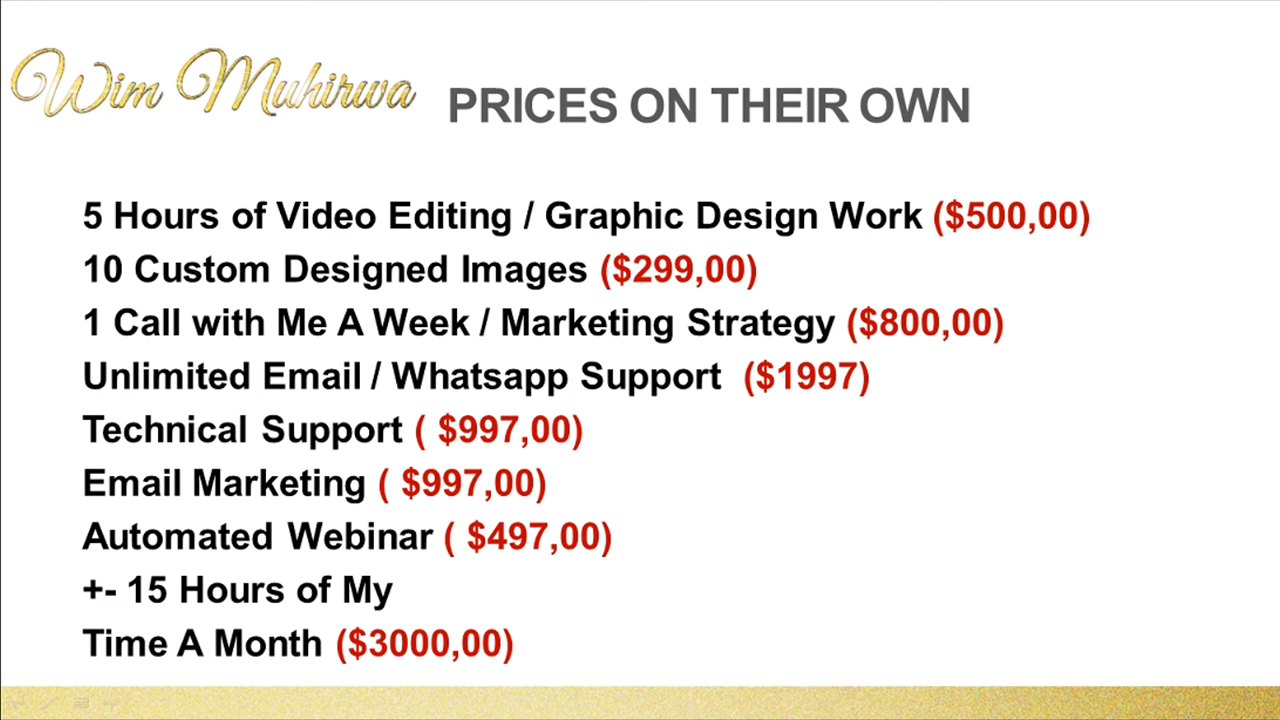 Wim Muhirwa
PRICES ON THEIR OWN
5 Hours of Video Editing / Graphic Design Work ($500,00)
10 Custom Designed Images ($299,00)
1 Call with Me A Week / Marketing Strategy ($800,00)
Unlimited Email / Whatsapp Support ($1997)
Technical Support ( $997,00)
Email Marketing ( $997,00)
Automated Webinar ( $497,00)
+- 15 Hours of My
Time A Month ($3000,00)